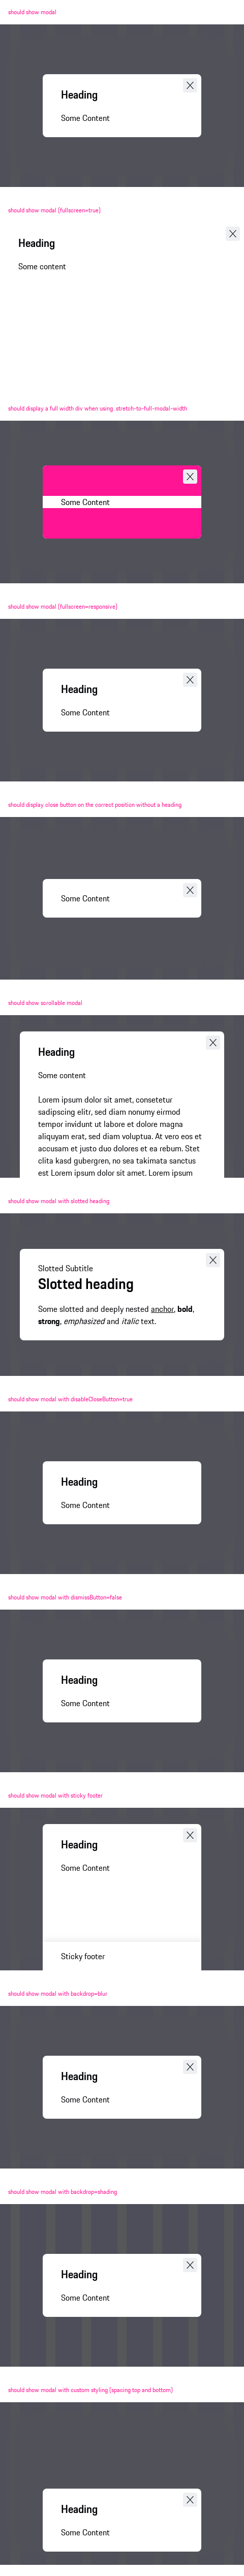 should show modal
Heading
Some Content
should show modal [fullscreen=true]
Heading
Some content
should display a full width div when using .stretch-to-full-modal-width
Some Content
should show modal [fullscreen=responsive]
Heading
Some Content
should display close button on the correct position without a heading
Some Content
should show scrollable modal
Heading
Some content
Lorem ipsum dolor sit amet, consetetur
sadipscing elitr, sed diam nonumy eirmod
tempor invidunt ut labore et dolore magna
aliquyam erat, sed diam voluptua. At vero eos et
accusam et justo duo dolores et ea rebum. Stet
clita kasd gubergren, no sea takimata sanctus
est Lorem ipsum dolor sit amet. Lorem ipsum
should show modal with slotted heading
Slotted Subtitle
Slotted heading
Some slotted and deeply nested anchor, bold,
strong, emphasized and italic text.
should show modal with disableCloseButton=true
Heading
Some Content
should show modal with dismissButton=false
Heading
Some Content
should show modal with sticky footer
Heading
Some Content
Sticky footer
should show modal with backdrop=blur
Heading
Some Content
should show modal with backdrop=shading
Heading
Some Content
should show modal with custom styling [spacing top and bottom]
Heading
Some Content